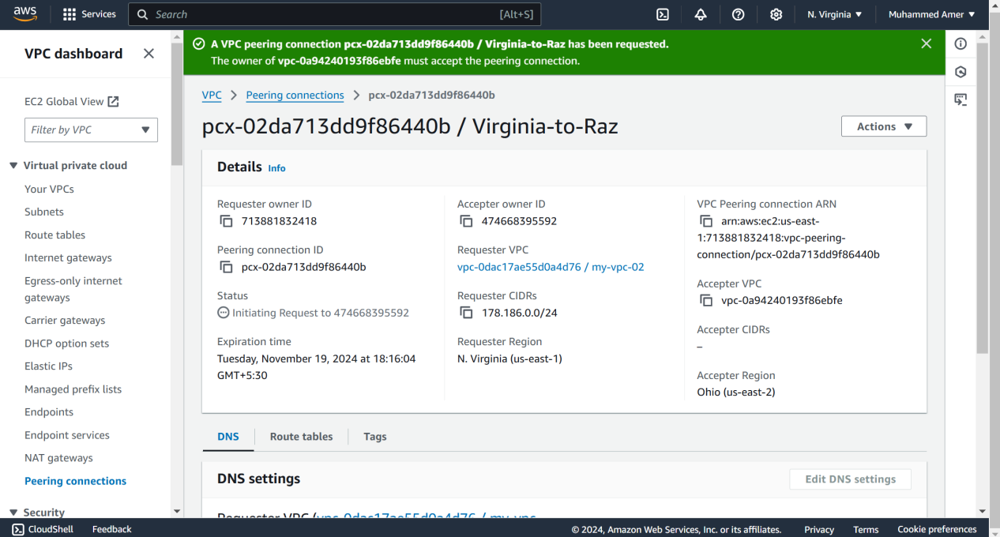 aws
Services
Search
[Alt+S]
N. Virginia
Muhammed Amer
VPC dashboard
EC2 Global View
Filter by VPC
Virtual private cloud
Your VPCs
Subnets
Route tables
Internet gateways
Egress-only internet
gateways
Carrier gateways
DHCP option sets
Elastic IPs
Managed prefix lists
Endpoints
Endpoint services
NAT gateways
Peering connections
Security
A VPC peering connection pcx-02da713dd9f86440b / Virginia-to-Raz has been requested.
The owner of vpc-0a94240193f86ebfe must accept the peering connection.
VPC
Peering connections
pcx-02da713dd9f86440b
pcx-02da713dd9f86440b / Virginia-to-Raz
Actions
Details Info
Requester owner ID
713881832418
Peering connection ID
pcx-02da713dd9f86440b
Status
Initiating Request to 474668395592
Expiration time
Tuesday, November 19, 2024 at 18:16:04
GMT+5:30
Accepter owner ID
474668395592
Requester VPC
vpc-0dac17ae55d0a4d76 / my-vpc-02
Requester CIDRs
178.186.0.0/24
Requester Region
N. Virginia (us-east-1)
VPC Peering connection ARN
arn:aws:ec2:us-east-
1:713881832418:vpc-peering-
connection/pcx-02da713dd9f86440b
Accepter VPC
vpc-0a94240193f86ebfe
Accepter CIDRs
–
Accepter Region
Ohio (us-east-2)
DNS
Route tables
Tags
DNS settings
Edit DNS settings
Requester VPC (vpc-0dac17ae55d0a4d76 / my-vpc-
CloudShell
Feedback
© 2024, Amazon Web Services, Inc. or its affiliates.
Privacy
Terms
Cookie preferences